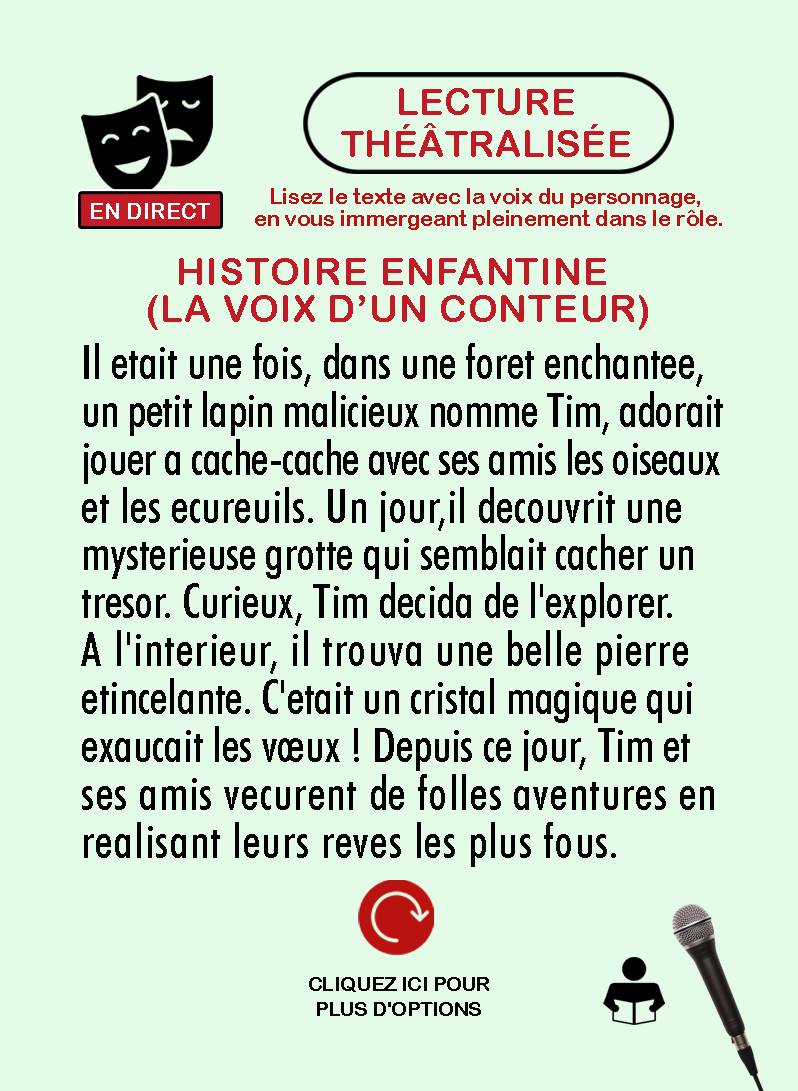 LECTURE
THÉÂTRALISÉE
EN DIRECT
Lisez le texte avec la voix du personnage,
en vous immergeant pleinement dans le rôle.
HISTOIRE ENFANTINE
(LA VOIX D’UN CONTEUR)
Il etait une fois, dans une foret enchantee,
un petit lapin malicieux nomme Tim, adorait
jouer a cache-cache avec ses amis les oiseaux
et les ecureuils. Un jour,il decouvrit une
mysterieuse grotte qui semblait cacher un
tresor. Curieux, Tim decida de l'explorer.
A l'interieur, il trouva une belle pierre
etincelante. C'etait un cristal magique qui
exaucait les vœux ! Depuis ce jour, Tim et
ses amis vecurent de folles aventures en
realisant leurs reves les plus fous.
CLIQUEZ ICI POUR
PLUS D'OPTIONS